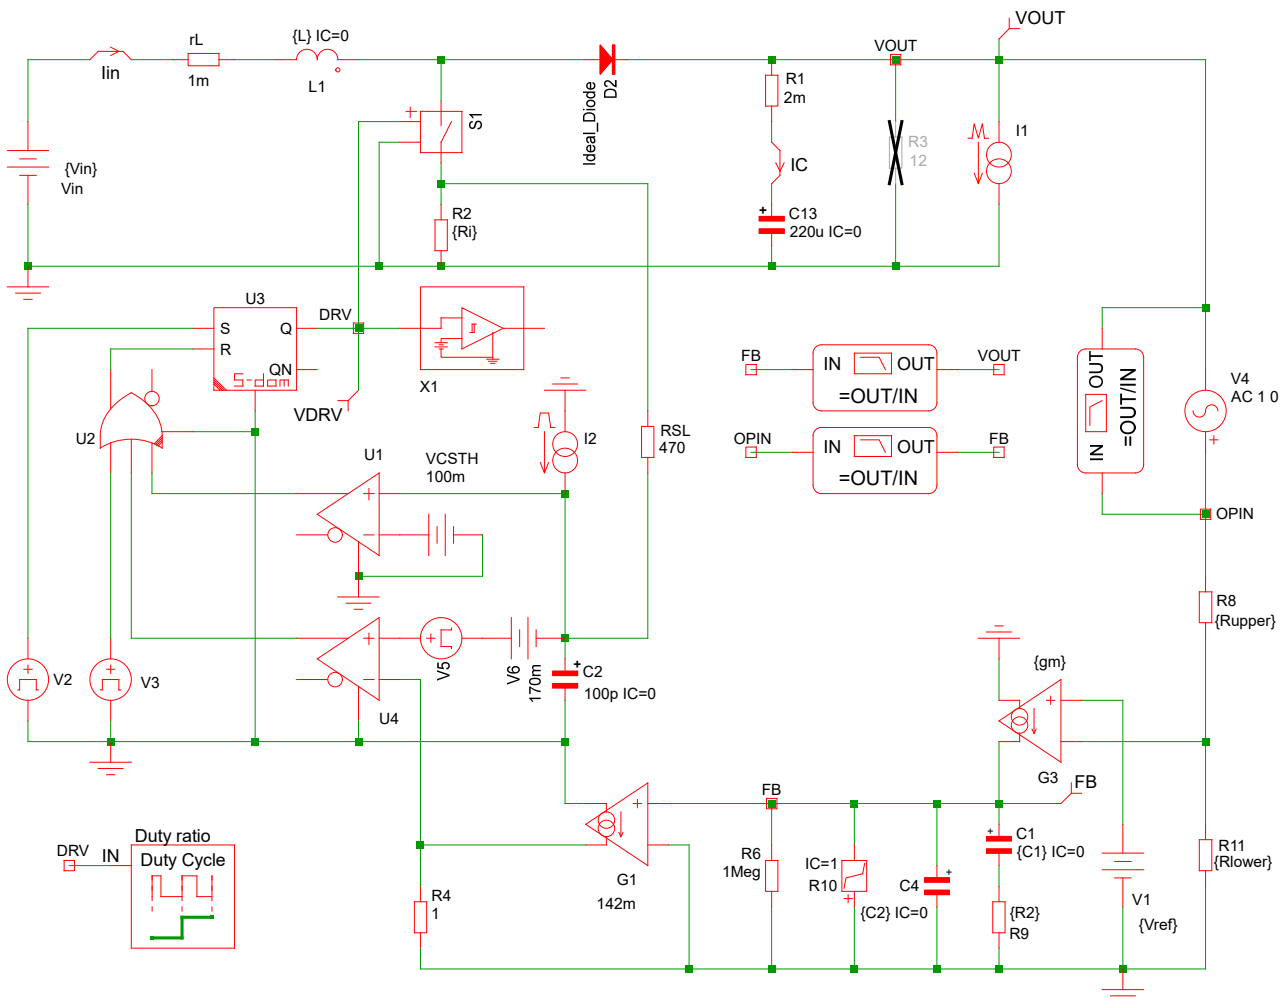 VOUT
rL
{L} IC=0
VOUT
Iin
1m
L1
Ideal_Diode
D2
R1
2m
S1
R3
12
I1
{Vin}
Vin
IC
R2
{Ri}
C13
220u IC=0
U3
DRV
S
Q
R
QN
S-dom
X1
VDRV
FB
IN
OUT
=OUT/IN
VOUT
OPIN
IN
OUT
=OUT/IN
FB
IN
OUT
=OUT/IN
V4
AC 1 0
U2
I2
RSL
470
U1
VCSTH
100m
OPIN
R8
{Rupper}
V2
V3
V5
V6
170m
C2
100p IC=0
U4
{gm}
G3
FB
FB
G1
142m
R6
1Meg
IC=1
R10
C4
{C2} IC=0
C1
{C1} IC=0
{R2}
R9
V1
{Vref}
R11
{Rlower}
R4
1
DRV
IN
Duty ratio
Duty Cycle